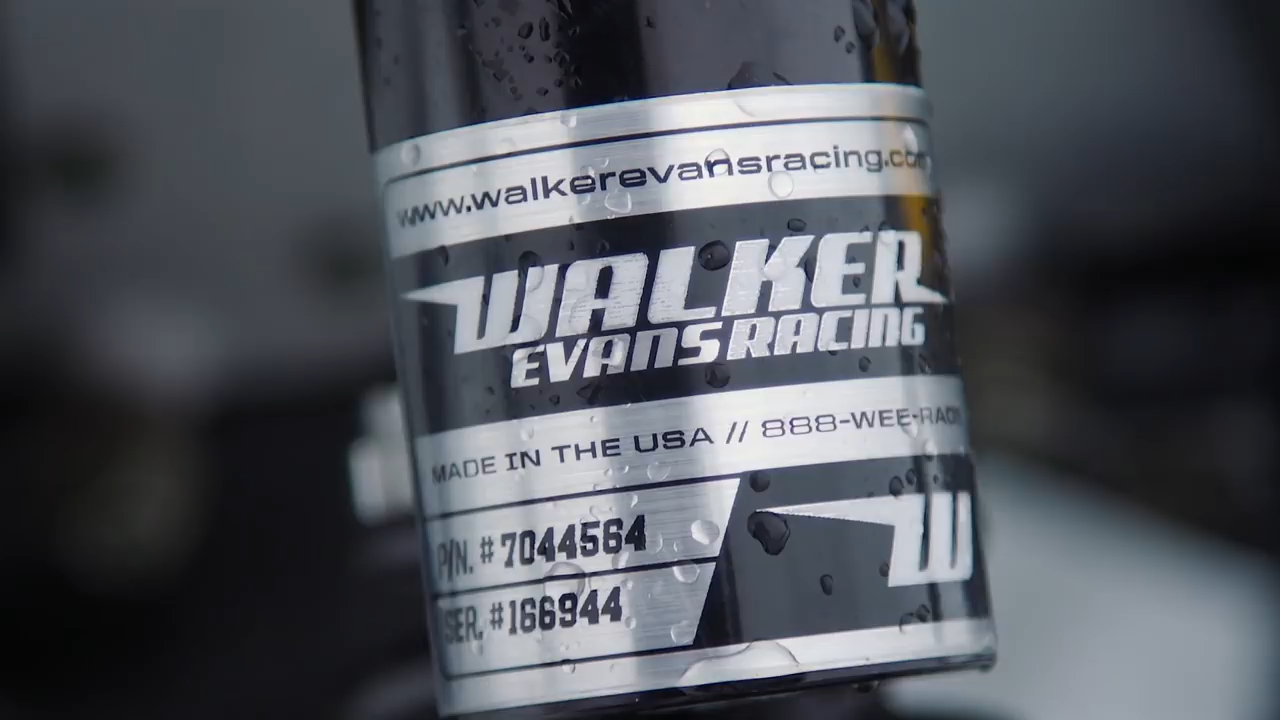 www.walkerevansracing.com
WALKER
EVANS RACING
MADE IN THE USA // 888-WEE-RACE
P/N. #7044564
SER. #166944
W